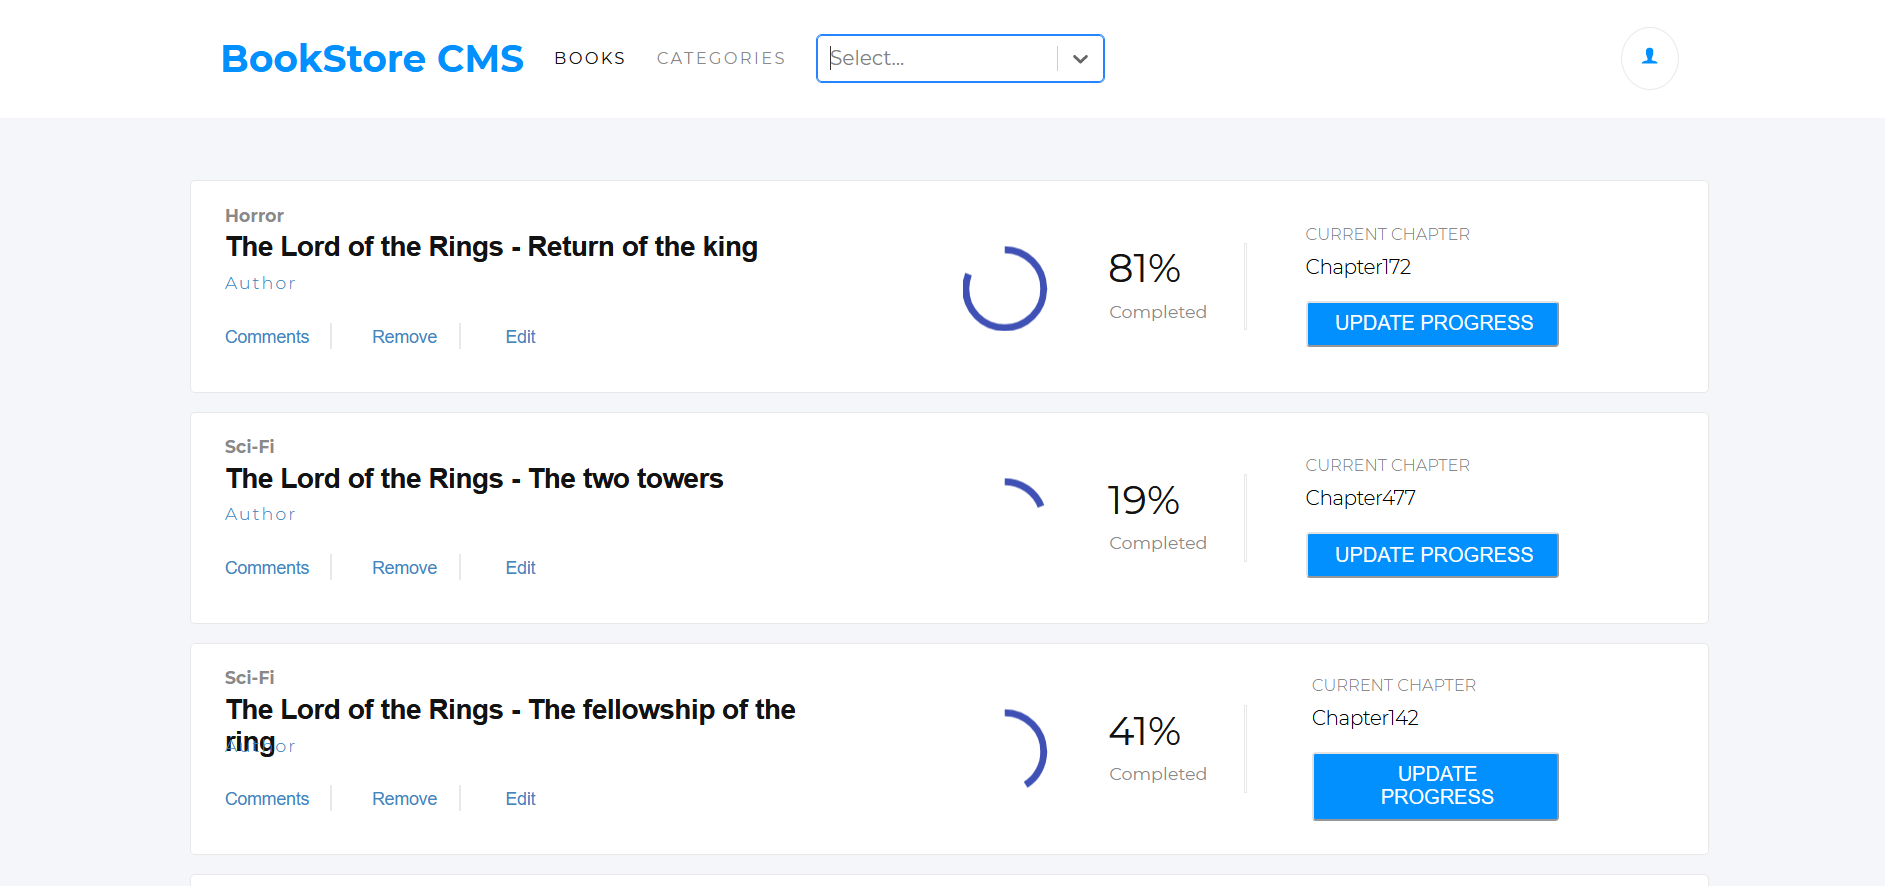 BookStore CMS BOOKS CATEGORIES Select...
Horror
The Lord of the Rings - Return of the king
Author
Comments Remove Edit
81%
Completed
CURRENT CHAPTER
Chapter172
UPDATE PROGRESS
Sci-Fi
The Lord of the Rings - The two towers
Author
Comments Remove Edit
19%
Completed
CURRENT CHAPTER
Chapter477
UPDATE PROGRESS
Sci-Fi
The Lord of the Rings - The fellowship of the
ring
Author
Comments Remove Edit
41%
Completed
CURRENT CHAPTER
Chapter142
UPDATE
PROGRESS